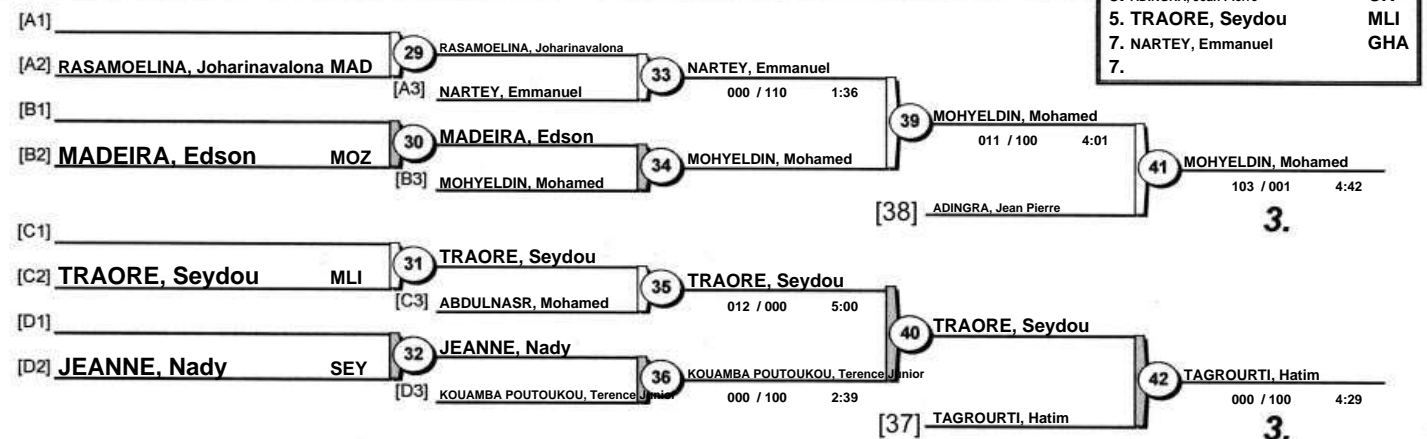 5. TRAORE, Seydou MLI
7. NARTEY, Emmanuel GHA
7.
[A1]
[A2] RASAMOELINA, Joharinavalona MAD
29
RASAMOELINA, Joharinavalona
[A3] NARTEY, Emmanuel
33
NARTEY, Emmanuel
000 / 110 1:36
[B1]
[B2] MADEIRA, Edson MOZ
30
MADEIRA, Edson
[B3] MOHYELDIN, Mohamed
34
MOHYELDIN, Mohamed
39
MOHYELDIN, Mohamed
011 / 100 4:01
[38] ADINGRA, Jean Pierre
41
MOHYELDIN, Mohamed
103 / 001 4:42
3.
[C1]
[C2] TRAORE, Seydou MLI
31
TRAORE, Seydou
[C3] ABDULNASR, Mohamed
35
TRAORE, Seydou
012 / 000 5:00
[D1]
[D2] JEANNE, Nady SEY
32
JEANNE, Nady
[D3] KOUAMBA POUTOUKOU, Terence Junior
36
KOUAMBA POUTOUKOU, Terence Junior
000 / 100 2:39
40
TRAORE, Seydou
[37] TAGROURTI, Hatim
42
TAGROURTI, Hatim
000 / 100 4:29
3.